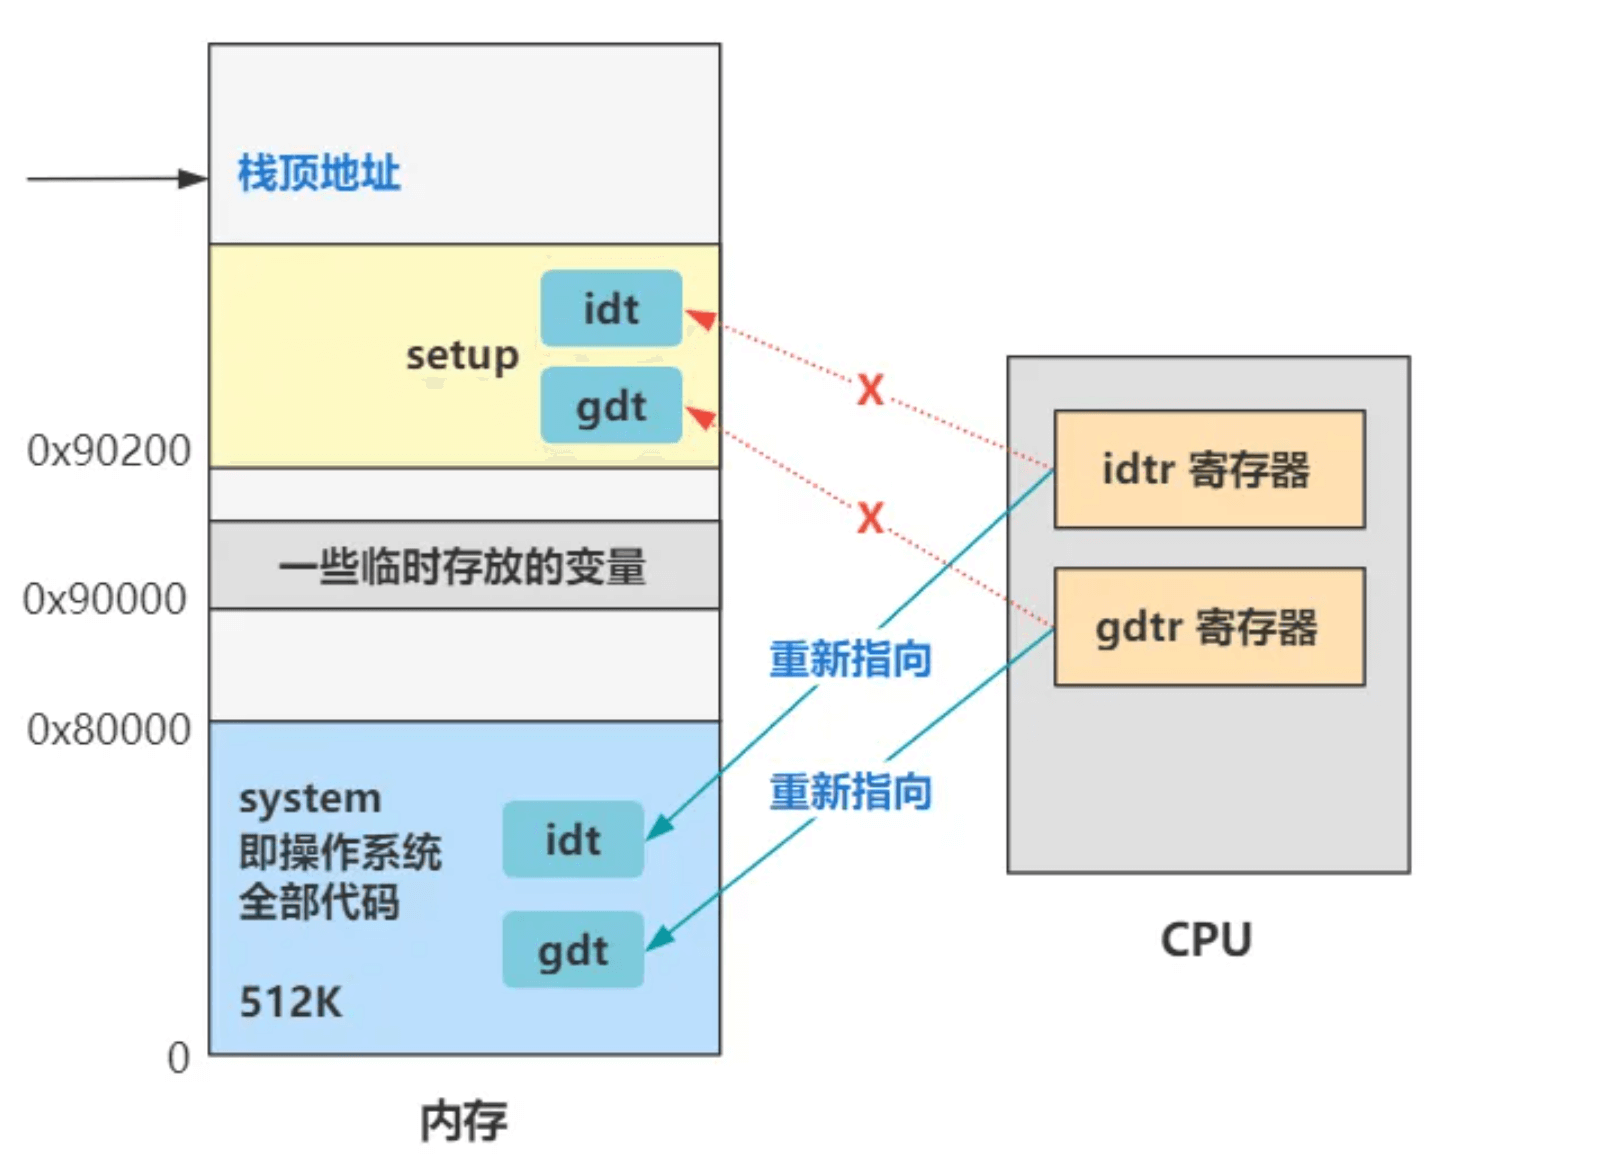 栈顶地址
idt
setup
gdt
0x90200
一些临时存放的变量
0x90000
0x80000
system
即操作系统
全部代码
512K
idt
gdt
0
内存
X
X
重新指向
重新指向
idtr 寄存器
gdtr 寄存器
CPU